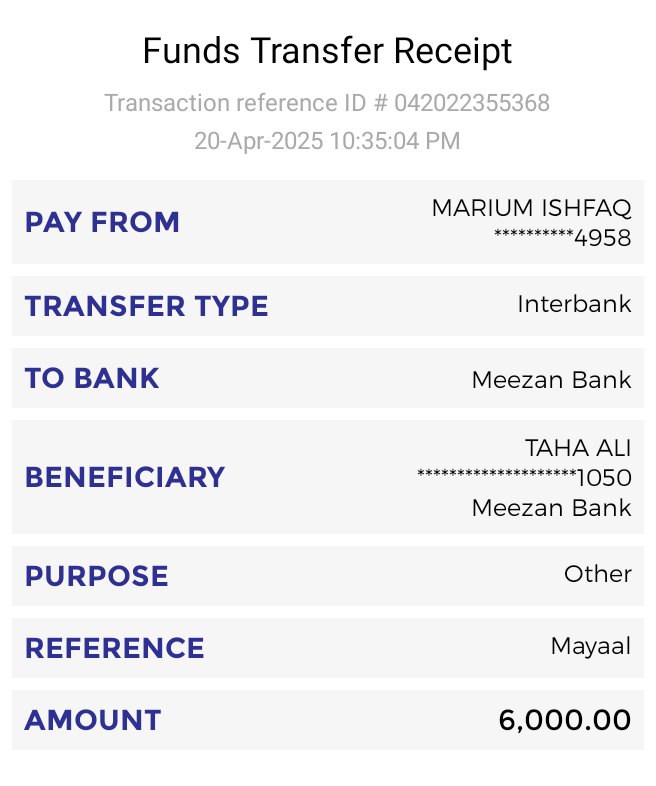 Funds Transfer Receipt
Transaction reference ID # 042022355368
20-Apr-2025 10:35:04 PM
PAY FROM
MARIUM ISHFAQ
**********4958
TRANSFER TYPE
Interbank
TO BANK
Meezan Bank
BENEFICIARY
TAHA ALI
********************1050
Meezan Bank
PURPOSE
Other
REFERENCE
Mayaal
AMOUNT
6,000.00